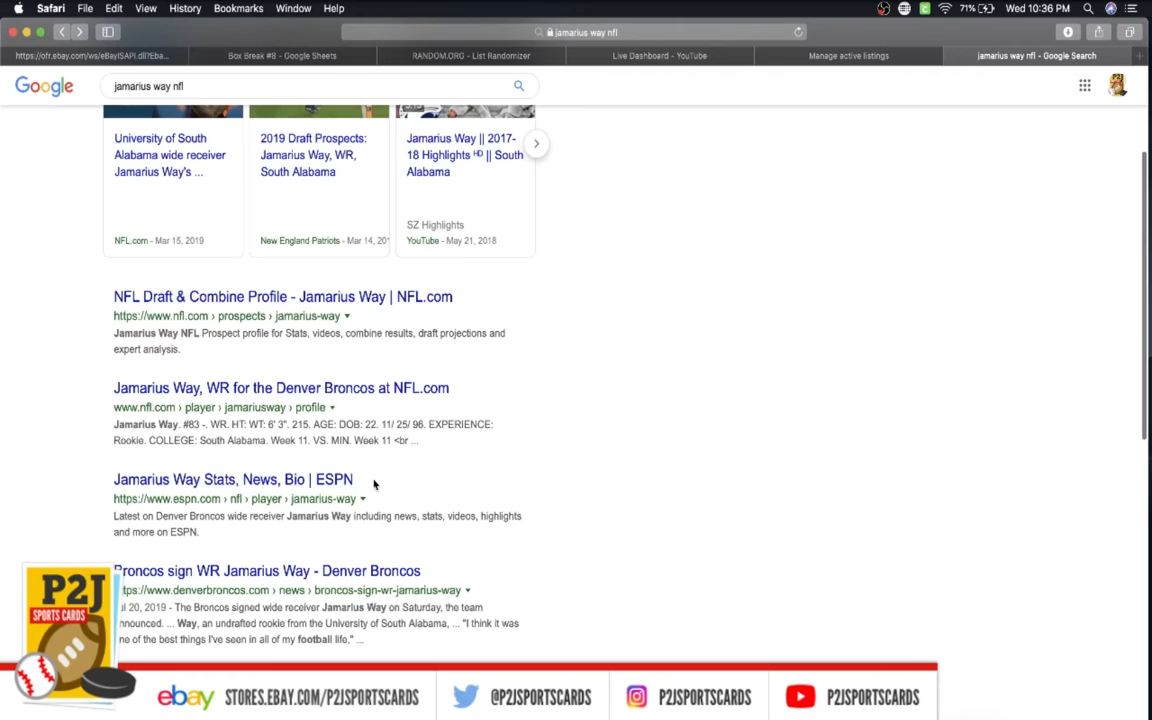 Safari File Edit View History Bookmarks Window Help 71% Wed 10:36 PM
jamarius way nfl
https://ofr.ebay.com/ws/eBayISAPI.dll?Eba... Box Break #8 - Google Sheets RANDOM.ORG - List Randomizer Live Dashboard - YouTube Manage active listings jamarius way nfl - Google Search
Google jamarius way nfl
University of South
Alabama wide receiver
Jamarius Way's ...
NFL.com - Mar 15, 2019
2019 Draft Prospects:
Jamarius Way, WR,
South Alabama
New England Patriots - Mar 14, 201
Jamarius Way || 2017-
18 Highlights ᴴᴰ || South
Alabama
SZ Highlights
YouTube - May 21, 2018
NFL Draft & Combine Profile - Jamarius Way | NFL.com
https://www.nfl.com › prospects › jamarius-way
Jamarius Way NFL Prospect profile for Stats, videos, combine results, draft projections and
expert analysis.
Jamarius Way, WR for the Denver Broncos at NFL.com
www.nfl.com › player › jamariusway › profile
Jamarius Way. #83 -. WR. HT: WT: 6' 3". 215. AGE: DOB: 22. 11/ 25/ 96. EXPERIENCE:
Rookie. COLLEGE: South Alabama. Week 11. VS. MIN. Week 11 <br ...
Jamarius Way Stats, News, Bio | ESPN
https://www.espn.com › nfl › player › jamarius-way
Latest on Denver Broncos wide receiver Jamarius Way including news, stats, videos, highlights
and more on ESPN.
Broncos sign WR Jamarius Way - Denver Broncos
tps://www.denverbroncos.com › news › broncos-sign-wr-jamarius-way
ul 20, 2019 - The Broncos signed wide receiver Jamarius Way on Saturday, the team
nnounced. ... Way, an undrafted rookie from the University of South Alabama, ... "I think it was
ne of the best things I've seen in all of my football life," ...
P2J
SPORTS CARDS
ebay STORES.EBAY.COM/P2JSPORTSCARDS @P2JSPORTSCARDS P2JSPORTSCARDS P2JSPORTSCARDS